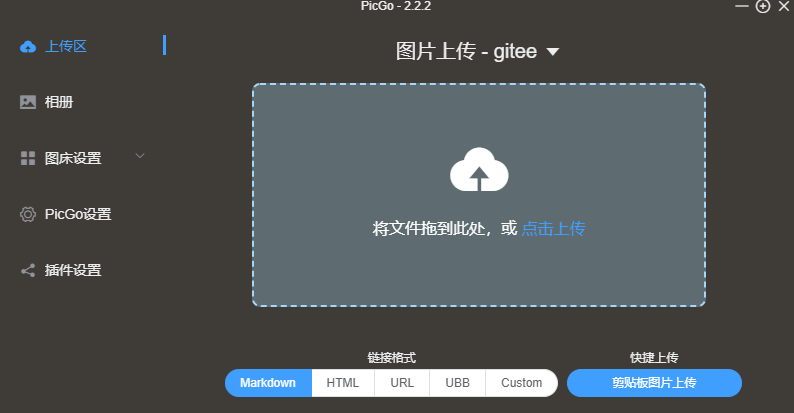 PicGo - 2.2.2
上传区
相册
图床设置
PicGo设置
插件设置
图片上传 - gitee
将文件拖到此处，或 点击上传
链接格式
Markdown HTML URL UBB Custom
快捷上传
剪贴板图片上传